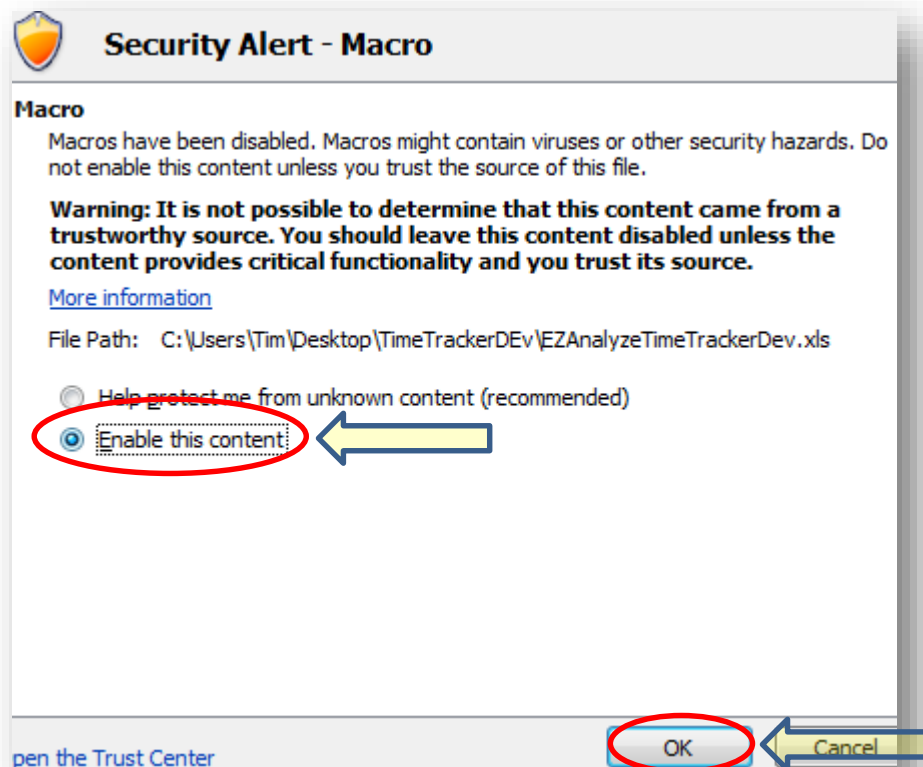 Security Alert - Macro
Macro
Macros have been disabled. Macros might contain viruses or other security hazards. Do
not enable this content unless you trust the source of this file.
Warning: It is not possible to determine that this content came from a
trustworthy source. You should leave this content disabled unless the
content provides critical functionality and you trust its source.
More information
File Path: C:\Users\Tim\Desktop\TimeTrackerDEv\EZAnalyzeTimeTrackerDev.xls
Help protect me from unknown content (recommended)
Enable this content
OK Cancel
pen the Trust Center